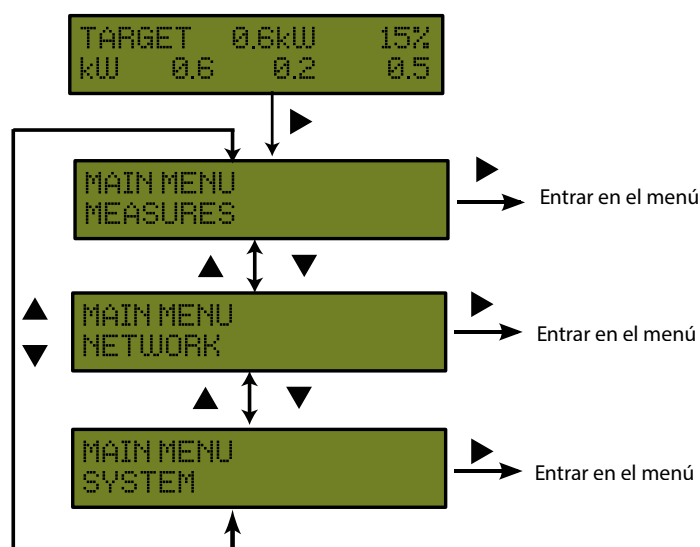 TARGET 0.6kW 15%
kW 0.6 0.2 0.5
MAIN MENU
MEASURES
Entrar en el menú
MAIN MENU
NETWORK
Entrar en el menú
MAIN MENU
SYSTEM
Entrar en el menú